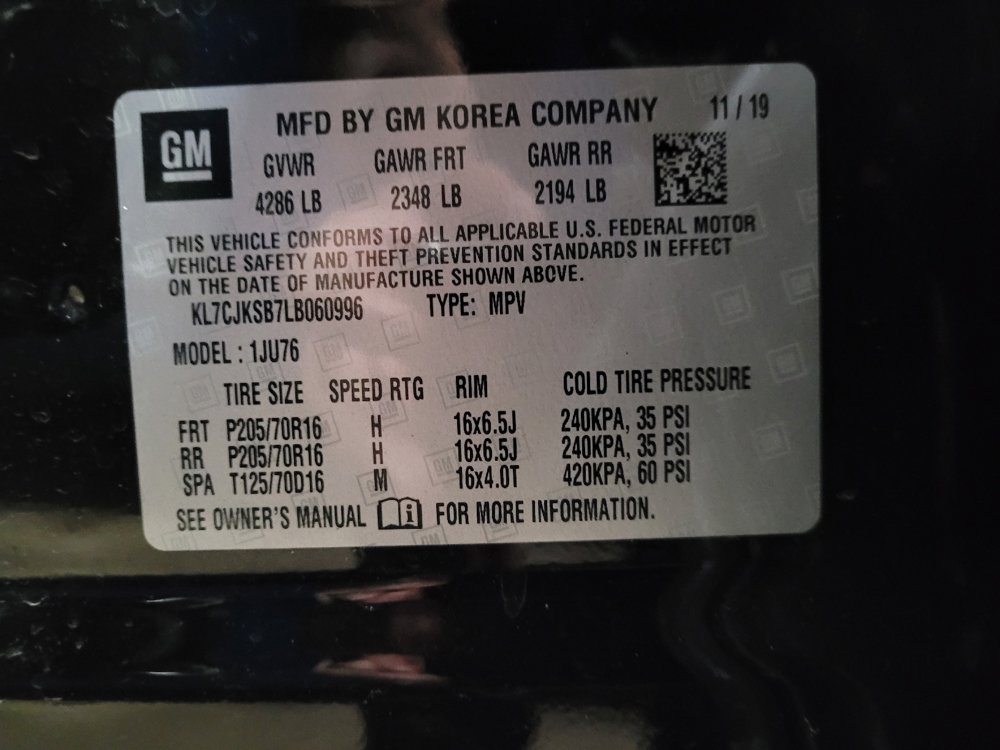 GM
MFD BY GM KOREA COMPANY 11 / 19
GVWR GAWR FRT GAWR RR
4286 LB 2348 LB 2194 LB
THIS VEHICLE CONFORMS TO ALL APPLICABLE U.S. FEDERAL MOTOR
VEHICLE SAFETY AND THEFT PREVENTION STANDARDS IN EFFECT
ON THE DATE OF MANUFACTURE SHOWN ABOVE.
KL7CJKSB7LB060996 TYPE: MPV
MODEL : 1JU76
TIRE SIZE SPEED RTG RIM COLD TIRE PRESSURE
FRT P205/70R16 H 16x6.5J 240KPA, 35 PSI
RR P205/70R16 H 16x6.5J 240KPA, 35 PSI
SPA T125/70D16 M 16x4.0T 420KPA, 60 PSI
SEE OWNER'S MANUAL i FOR MORE INFORMATION.